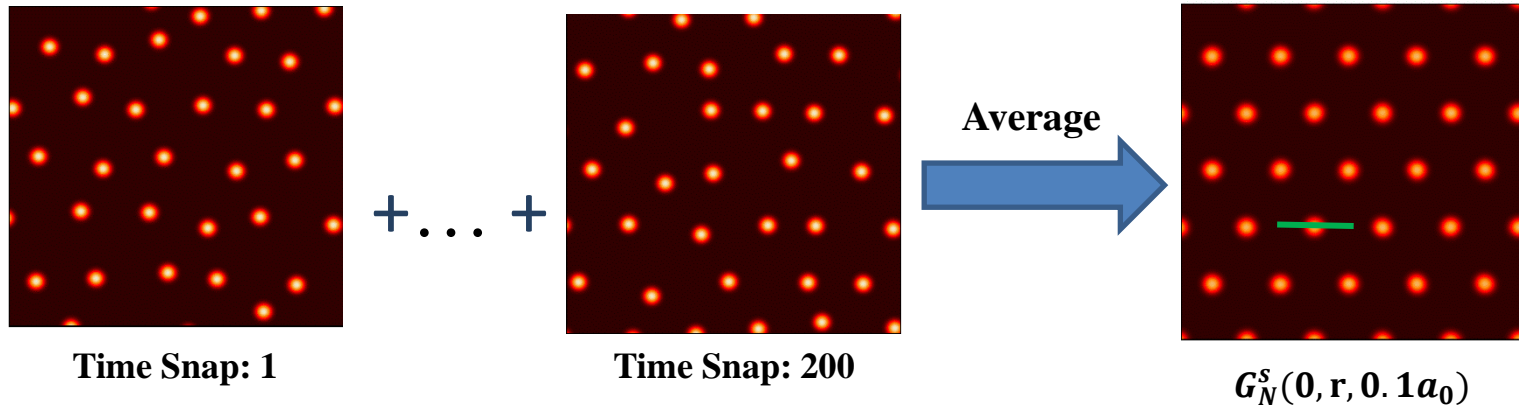 Average
+ . . . +
Time Snap: 1
Time Snap: 200
G_N^s(0, r, 0.1a_0)